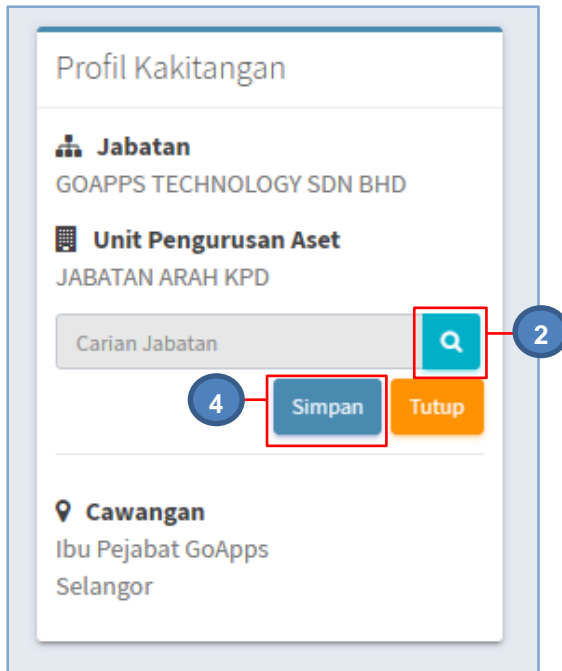 Profil Kakitangan
Jabatan
GOAPPS TECHNOLOGY SDN BHD
Unit Pengurusan Aset
JABATAN ARAH KPD
Carian Jabatan
2
4
Simpan Tutup
Cawangan
Ibu Pejabat GoApps
Selangor